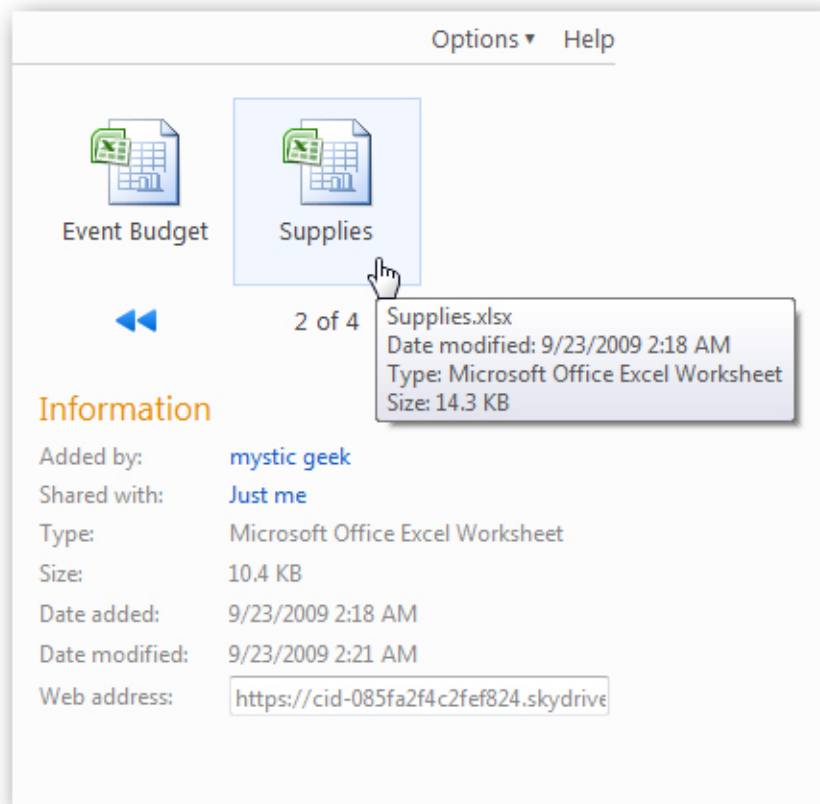 Options ▾ Help
Event Budget Supplies
2 of 4
Supplies.xlsx
Date modified: 9/23/2009 2:18 AM
Type: Microsoft Office Excel Worksheet
Size: 14.3 KB
Information
Added by: mystic geek
Shared with: Just me
Type: Microsoft Office Excel Worksheet
Size: 10.4 KB
Date added: 9/23/2009 2:18 AM
Date modified: 9/23/2009 2:21 AM
Web address: https://cid-085fa2f4c2fef824.skydrive